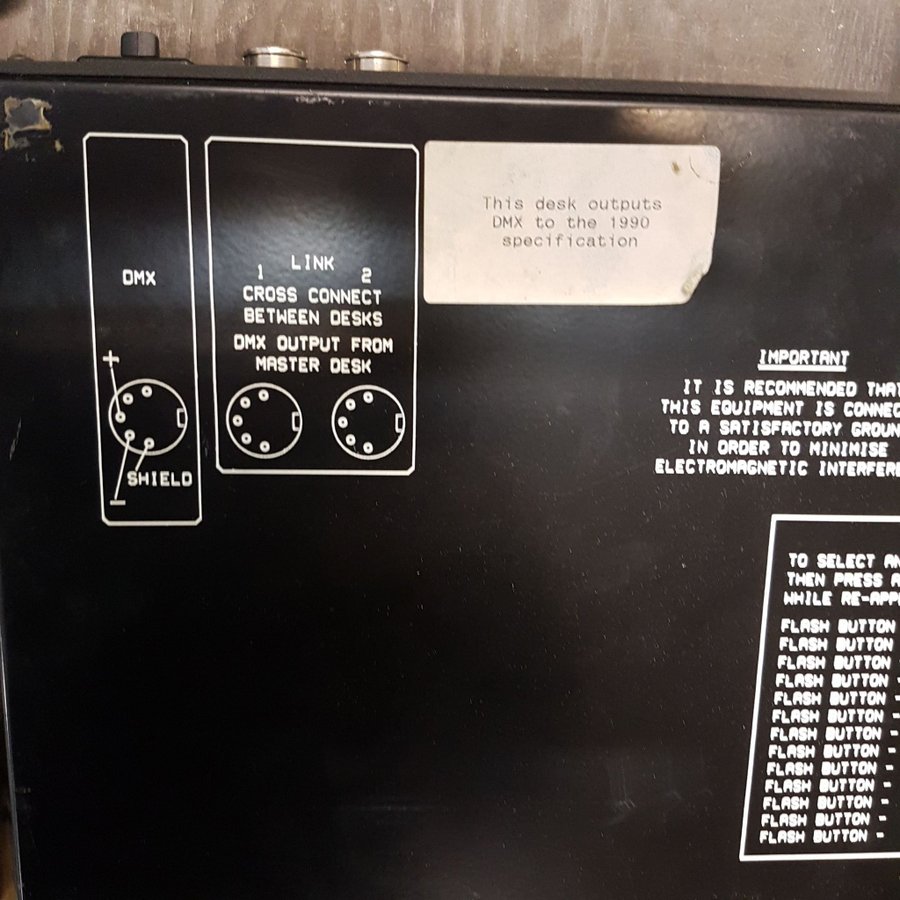 DMX
+
SHIELD
−
LINK
1 2
CROSS CONNECT
BETWEEN DESKS
DMX OUTPUT FROM
MASTER DESK
This desk outputs
DMX to the 1990
specification
IMPORTANT
IT IS RECOMMENDED THAT
THIS EQUIPMENT IS CONNEC
TO A SATISFACTORY GROUN
IN ORDER TO MINIMISE
ELECTROMAGNETIC INTERFERE
TO SELECT AN
THEN PRESS A
WHILE RE-APP
FLASH BUTTON
FLASH BUTTON
FLASH BUTTON -
FLASH BUTTON -
FLASH BUTTON -
FLASH BUTTON -
FLASH BUTTON -
FLASH BUTTON -
FLASH BUTTON -
FLASH BUTTON -
FLASH BUTTON -
FLASH BUTTON -
FLASH BUTTON -